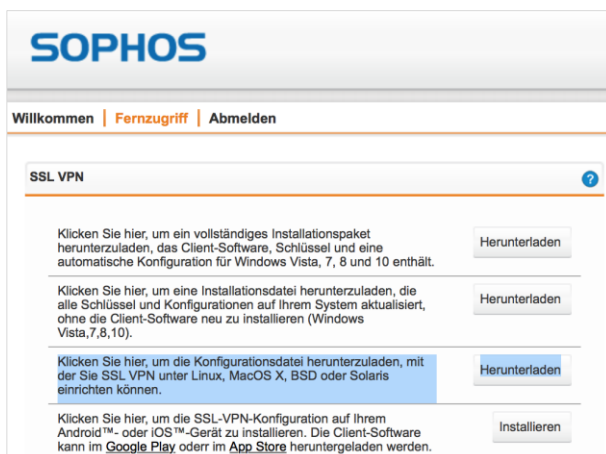 SOPHOS
Willkommen | Fernzugriff | Abmelden
SSL VPN ?
Klicken Sie hier, um ein vollständiges Installationspaket
herunterzuladen, das Client-Software, Schlüssel und eine
automatische Konfiguration für Windows Vista, 7, 8 und 10 enthält.
Herunterladen
Klicken Sie hier, um eine Installationsdatei herunterzuladen, die
alle Schlüssel und Konfigurationen auf Ihrem System aktualisiert,
ohne die Client-Software neu zu installieren (Windows
Vista,7,8,10).
Herunterladen
Klicken Sie hier, um die Konfigurationsdatei herunterzuladen, mit
der Sie SSL VPN unter Linux, MacOS X, BSD oder Solaris
einrichten können.
Herunterladen
Klicken Sie hier, um die SSL-VPN-Konfiguration auf Ihrem
Android™- oder iOS™-Gerät zu installieren. Die Client-Software
kann im Google Play oderr im App Store heruntergeladen werden.
Installieren